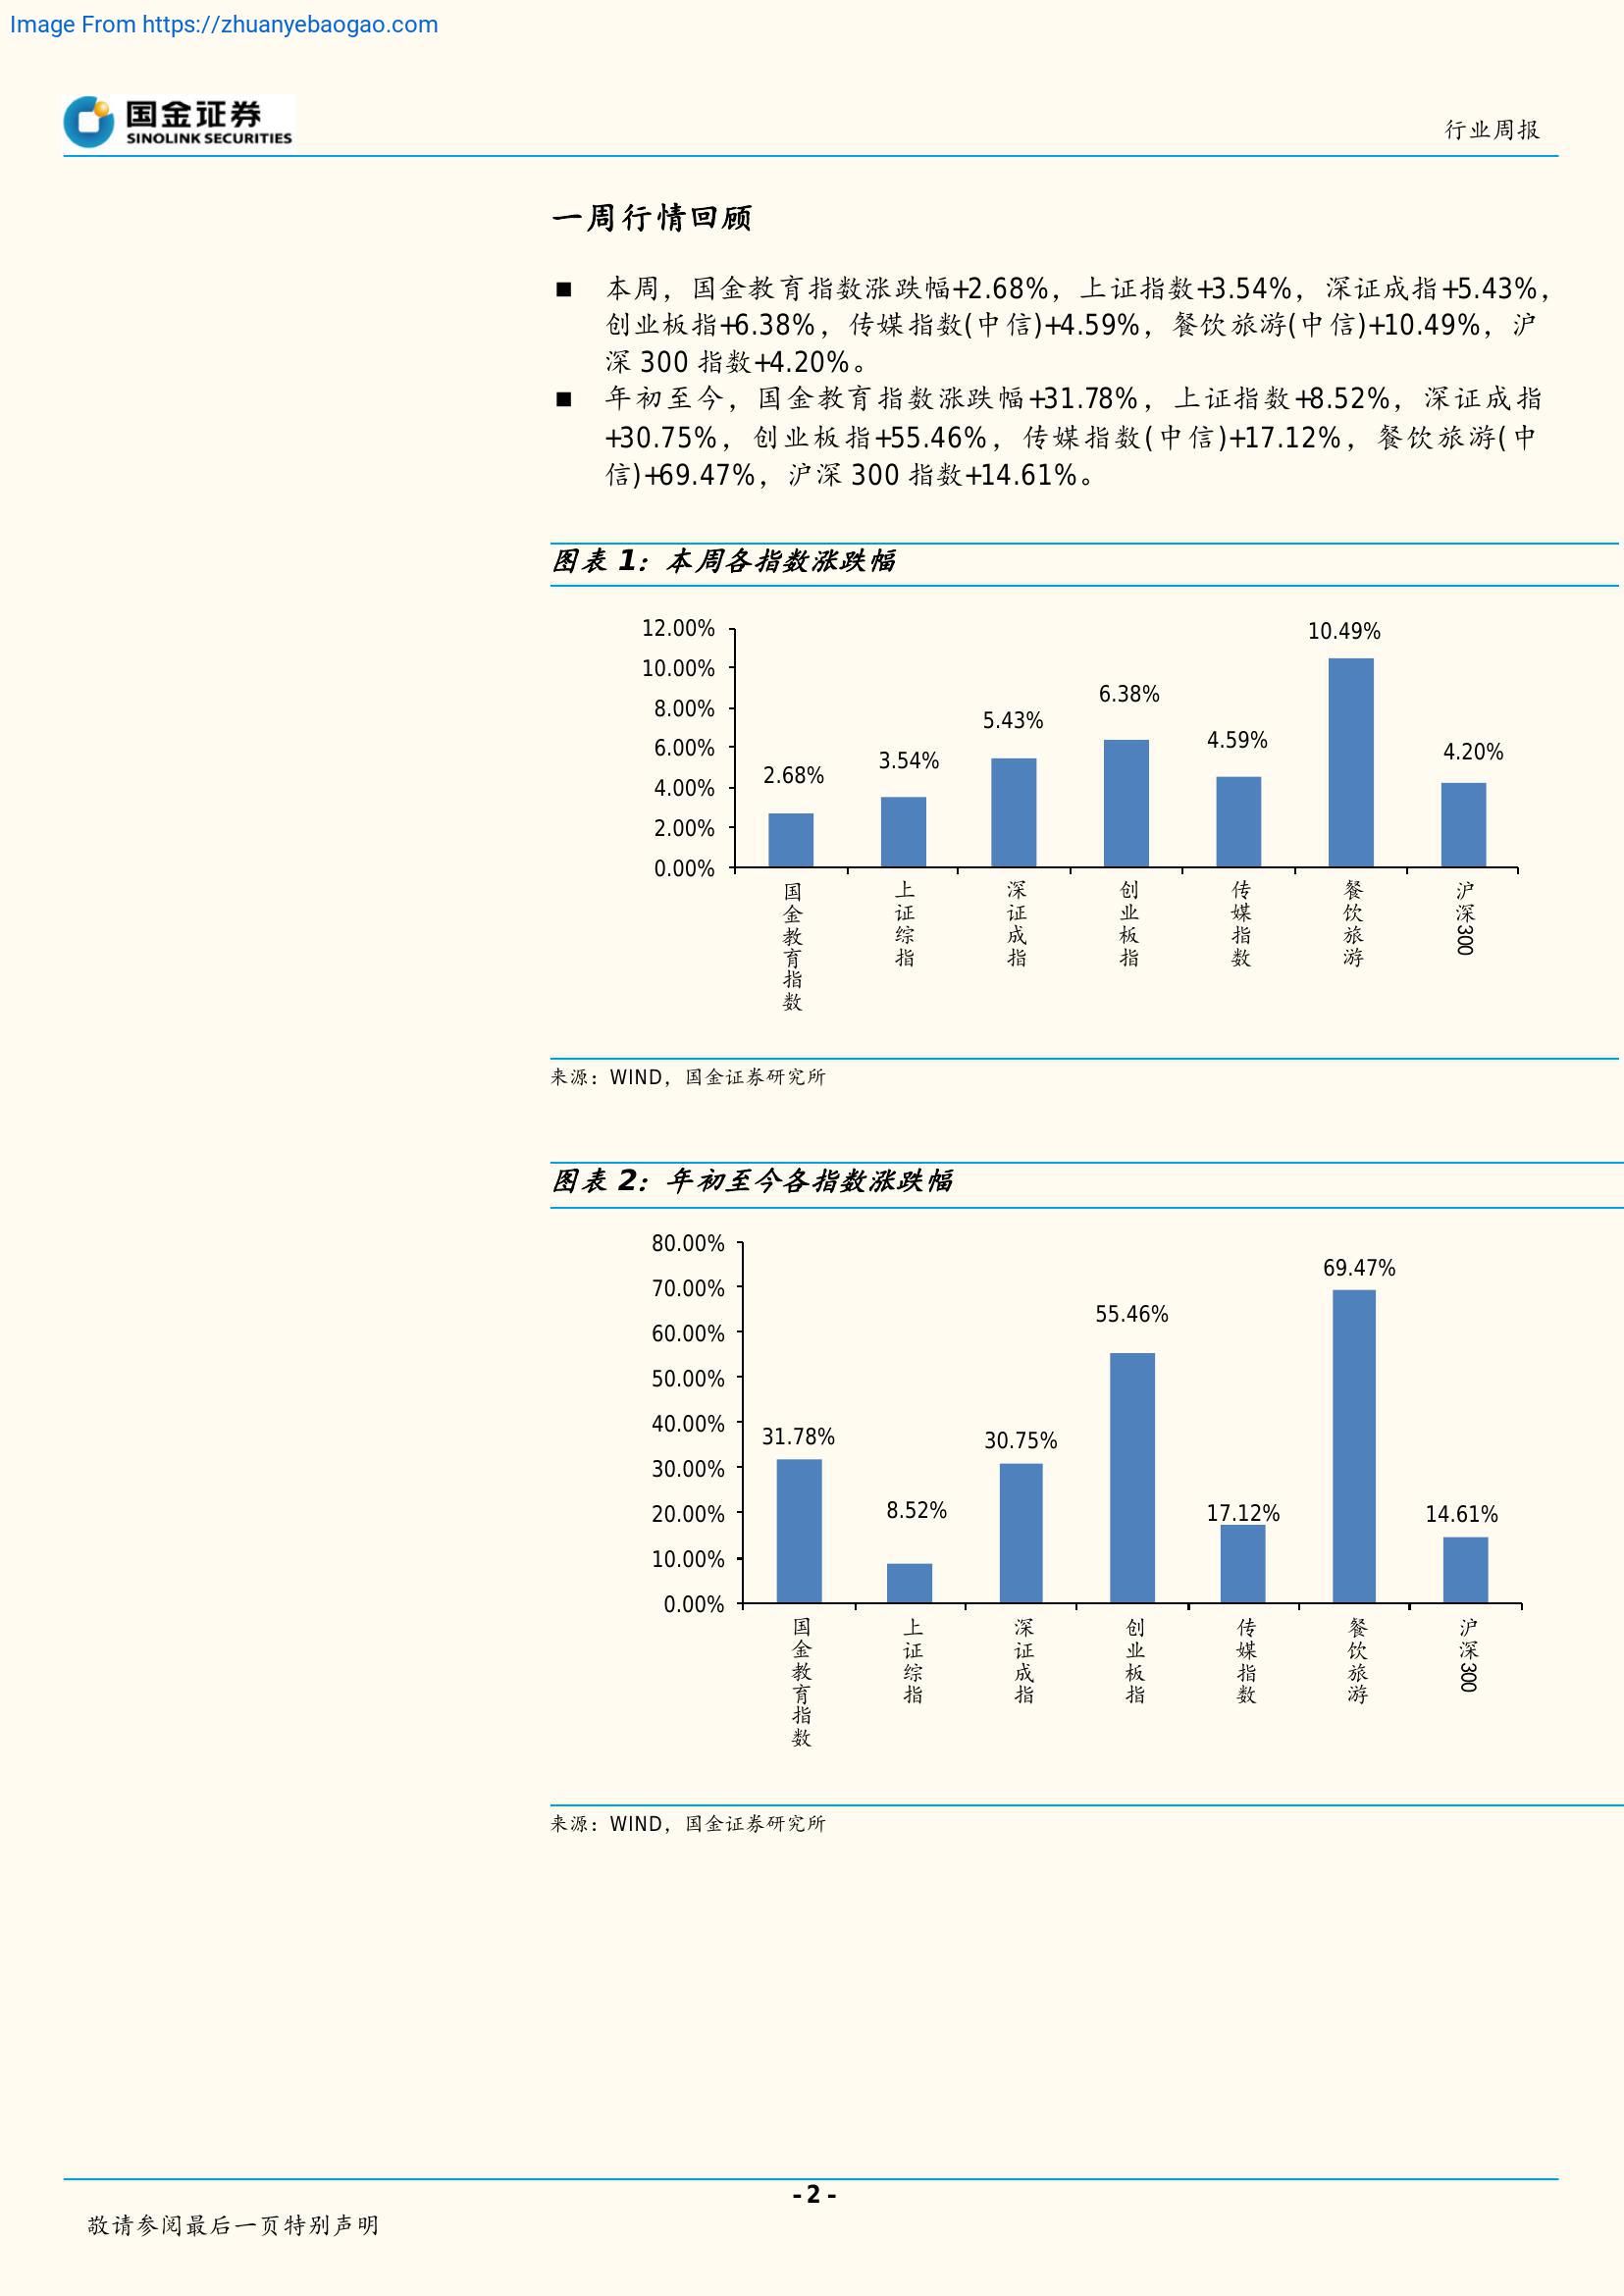 Image From https://zhuanyebaogao.com
国金证券
SINOLINK SECURITIES
行业周报
一周行情回顾
■ 本周，国金教育指数涨跌幅+2.68%，上证指数+3.54%，深证成指+5.43%，
创业板指+6.38%，传媒指数(中信)+4.59%，餐饮旅游(中信)+10.49%，沪
深 300 指数+4.20%。
■ 年初至今，国金教育指数涨跌幅+31.78%，上证指数+8.52%，深证成指
+30.75%，创业板指+55.46%，传媒指数(中信)+17.12%，餐饮旅游(中
信)+69.47%，沪深 300 指数+14.61%。
图表 1：本周各指数涨跌幅
12.00%
10.00%
8.00%
6.00%
4.00%
2.00%
0.00%
2.68%
3.54%
5.43%
6.38%
4.59%
10.49%
4.20%
国金教育指数
上证综指
深证成指
创业板指
传媒指数
餐饮旅游
沪深300
来源：WIND，国金证券研究所
图表 2：年初至今各指数涨跌幅
80.00%
70.00%
60.00%
50.00%
40.00%
30.00%
20.00%
10.00%
0.00%
31.78%
8.52%
30.75%
55.46%
17.12%
69.47%
14.61%
国金教育指数
上证综指
深证成指
创业板指
传媒指数
餐饮旅游
沪深300
来源：WIND，国金证券研究所
- 2 -
敬请参阅最后一页特别声明